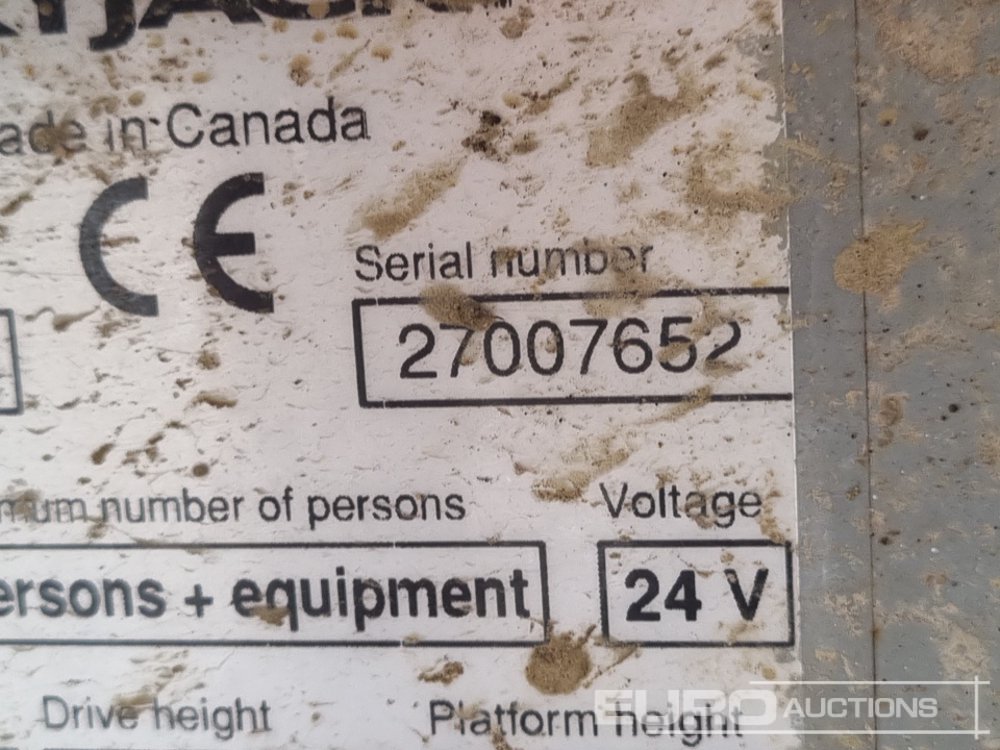 ade in Canada
CE
Serial number
27007652
mum number of persons
Voltage
ersons + equipment
24 V
Drive height
Platform height
EURO AUCTIONS